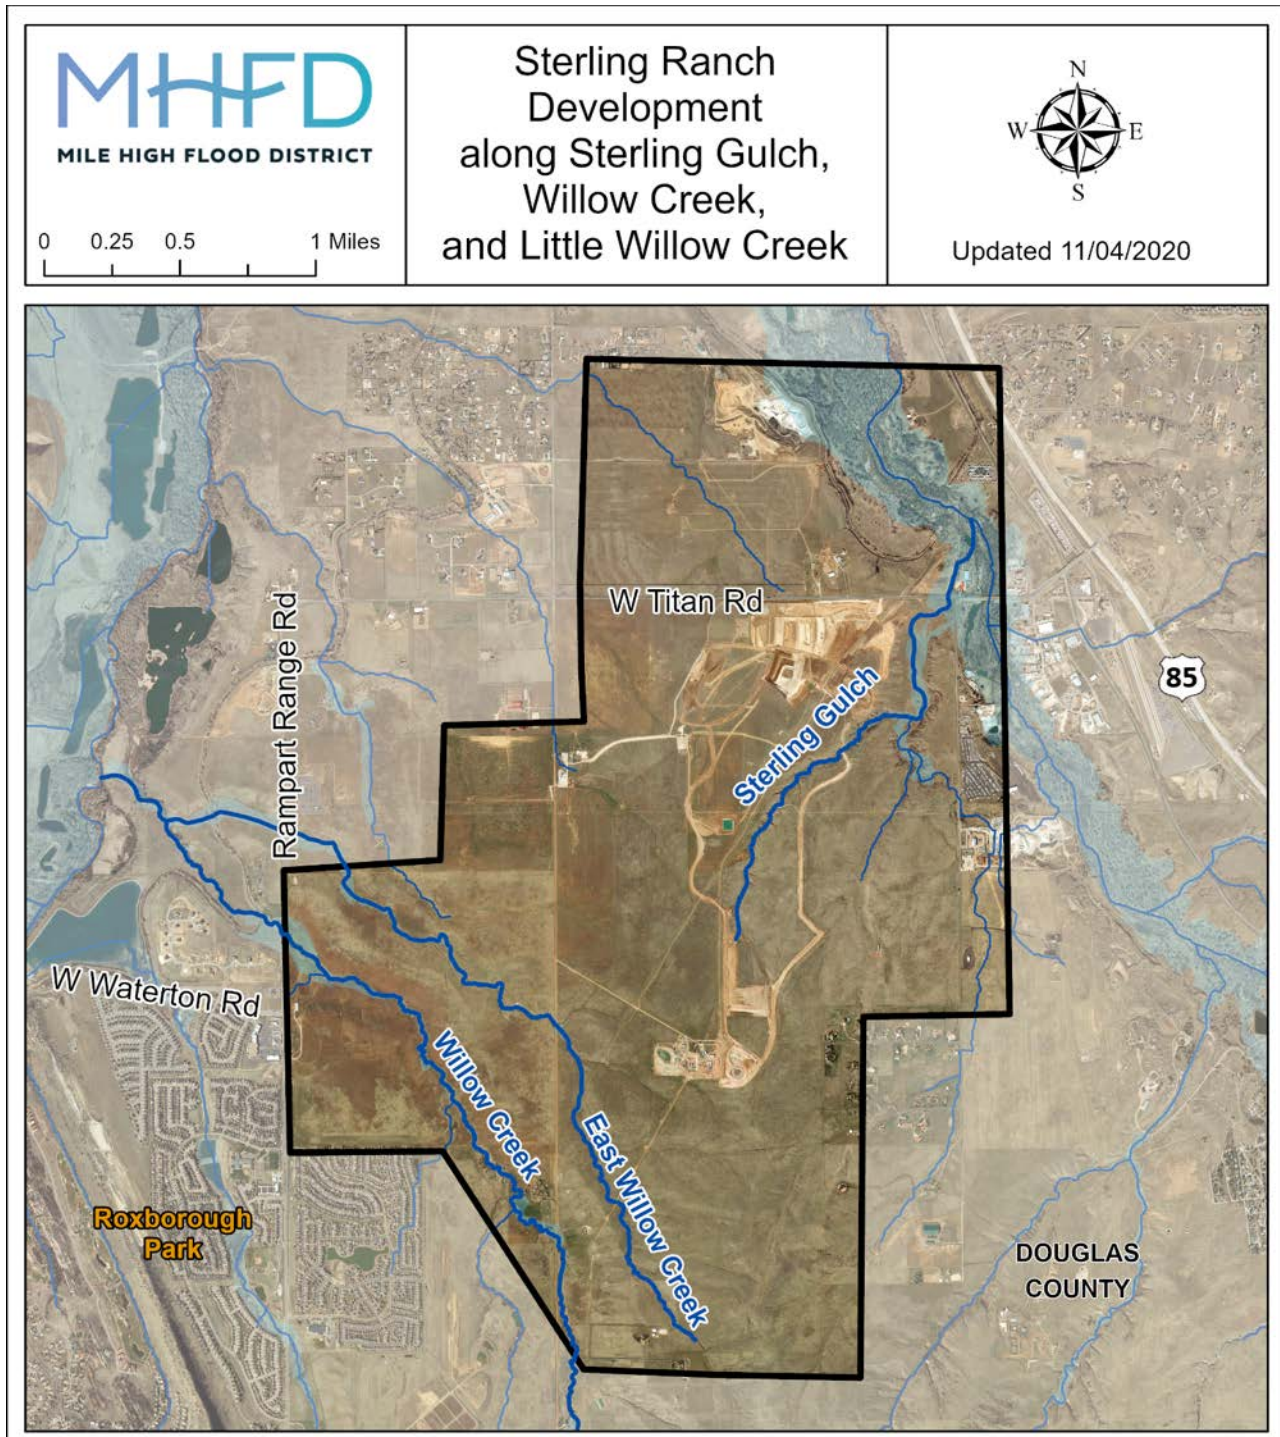 MHFD
MILE HIGH FLOOD DISTRICT
0 0.25 0.5 1 Miles
Sterling Ranch
Development
along Sterling Gulch,
Willow Creek,
and Little Willow Creek
N
W E
S
Updated 11/04/2020
W Titan Rd
Rampart Range Rd
85
Sterling Gulch
W Waterton Rd
Willow Creek
East Willow Creek
Roxborough
Park
DOUGLAS
COUNTY